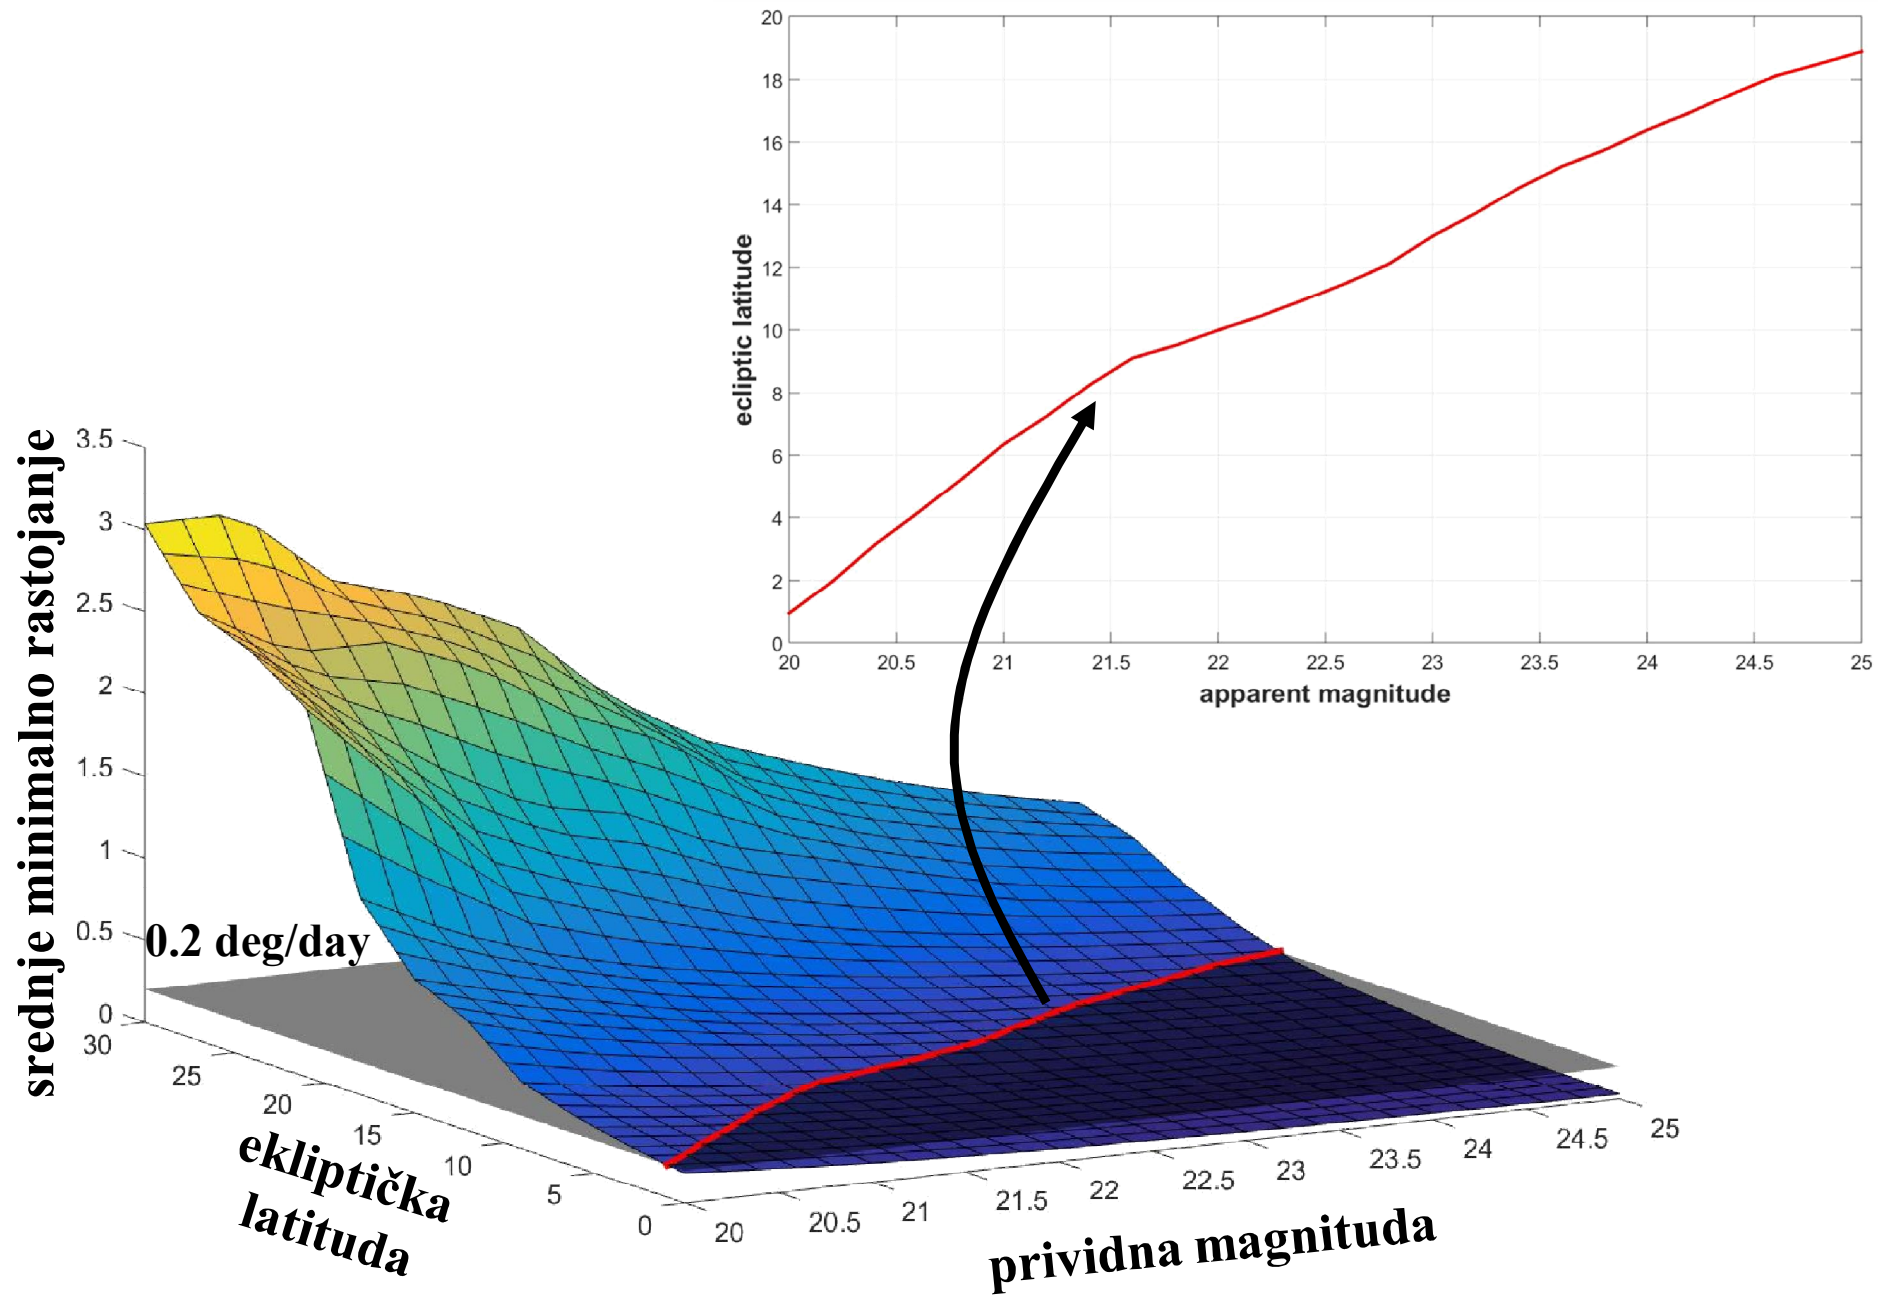 20
18
16
14
12
10
8
6
4
2
0
ecliptic latitude
20 20.5 21 21.5 22 22.5 23 23.5 24 24.5 25
apparent magnitude
srednje minimalno rastojanje
3.5
3
2.5
2
1.5
1
0.5
0
0.2 deg/day
30
25
20
15
10
5
0
ekliptička
latituda
20 20.5 21 21.5 22 22.5 23 23.5 24 24.5 25
prividna magnituda